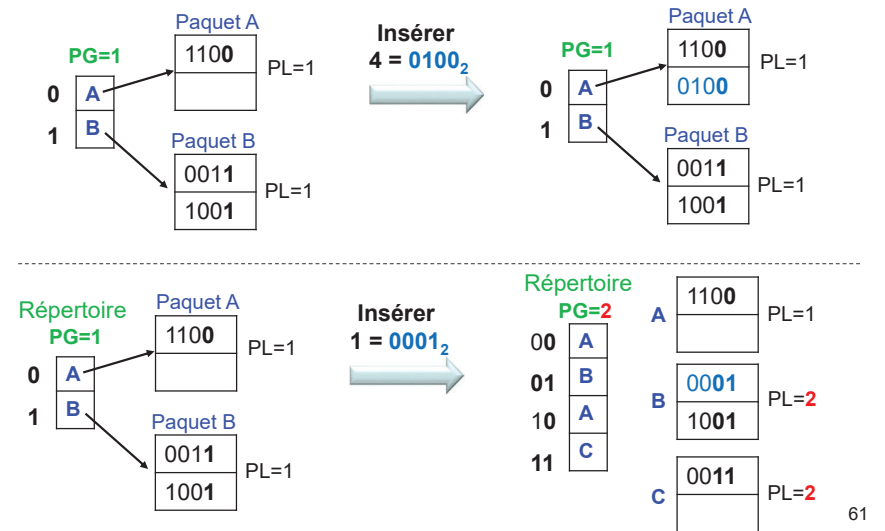 Paquet A
PG=1
1100
PL=1
0 A
1 B
Paquet B
0011
1001
PL=1
Insérer
4 = 0100₂
Paquet A
PG=1
1100
0100
PL=1
0 A
1 B
Paquet B
0011
1001
PL=1
Répertoire
PG=1
Paquet A
1100
PL=1
0 A
1 B
Paquet B
0011
1001
PL=1
Insérer
1 = 0001₂
Répertoire
PG=2
00 A
01 B
10 A
11 C
A
1100
PL=1
B
0001
1001
PL=2
C
0011
PL=2
61